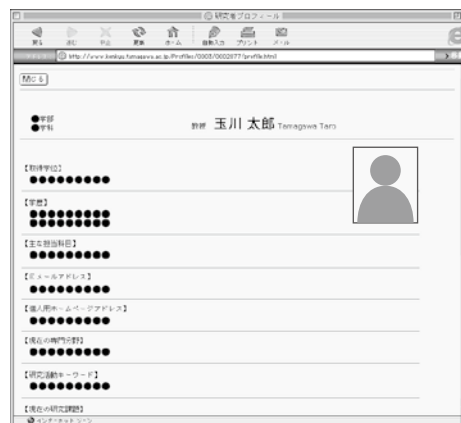 研究者プロフィール
戻る 進む 中止 更新 ホーム 自動入力 プリント メール
閉じる
●学部
●学科
教授 玉川 太郎 Tamagawa Taro
【取得学位】
●●●●●●●●●
【学歴】
●●●●●●●●●
●●●●●●●●●
【主な担当科目】
●●●●●●●●●
【Eメールアドレス】
●●●●●●●●●
【個人用ホームページアドレス】
●●●●●●●●●
【現在の専門分野】
●●●●●●●●●
【研究活動キーワード】
●●●●●●●●●
【現在の研究課題】
インターネット ゾーン